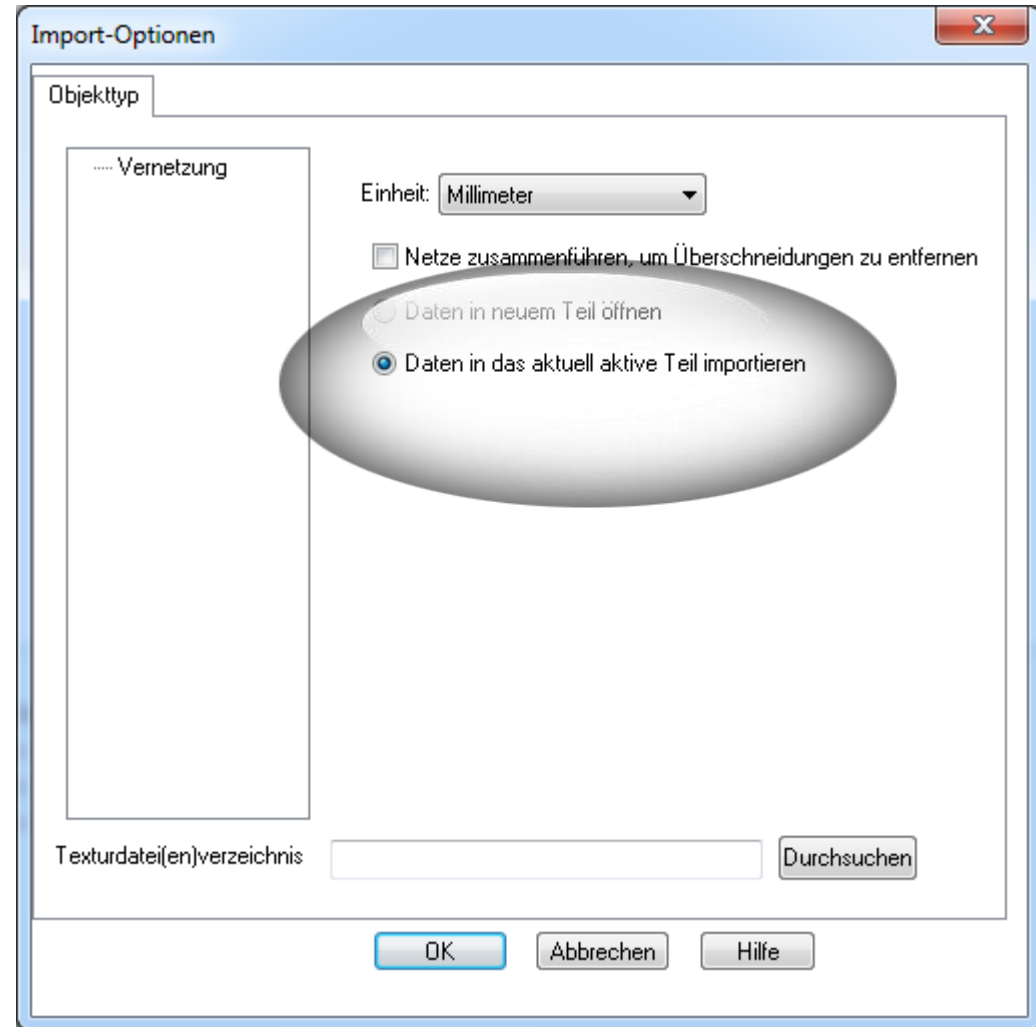 Import-Optionen
Objekttyp
Vernetzung
Einheit: Millimeter
Netze zusammenführen, um Überschneidungen zu entfernen
Daten in neuem Teil öffnen
Daten in das aktuell aktive Teil importieren
Texturdatei(en)verzeichnis
Durchsuchen
OK Abbrechen Hilfe